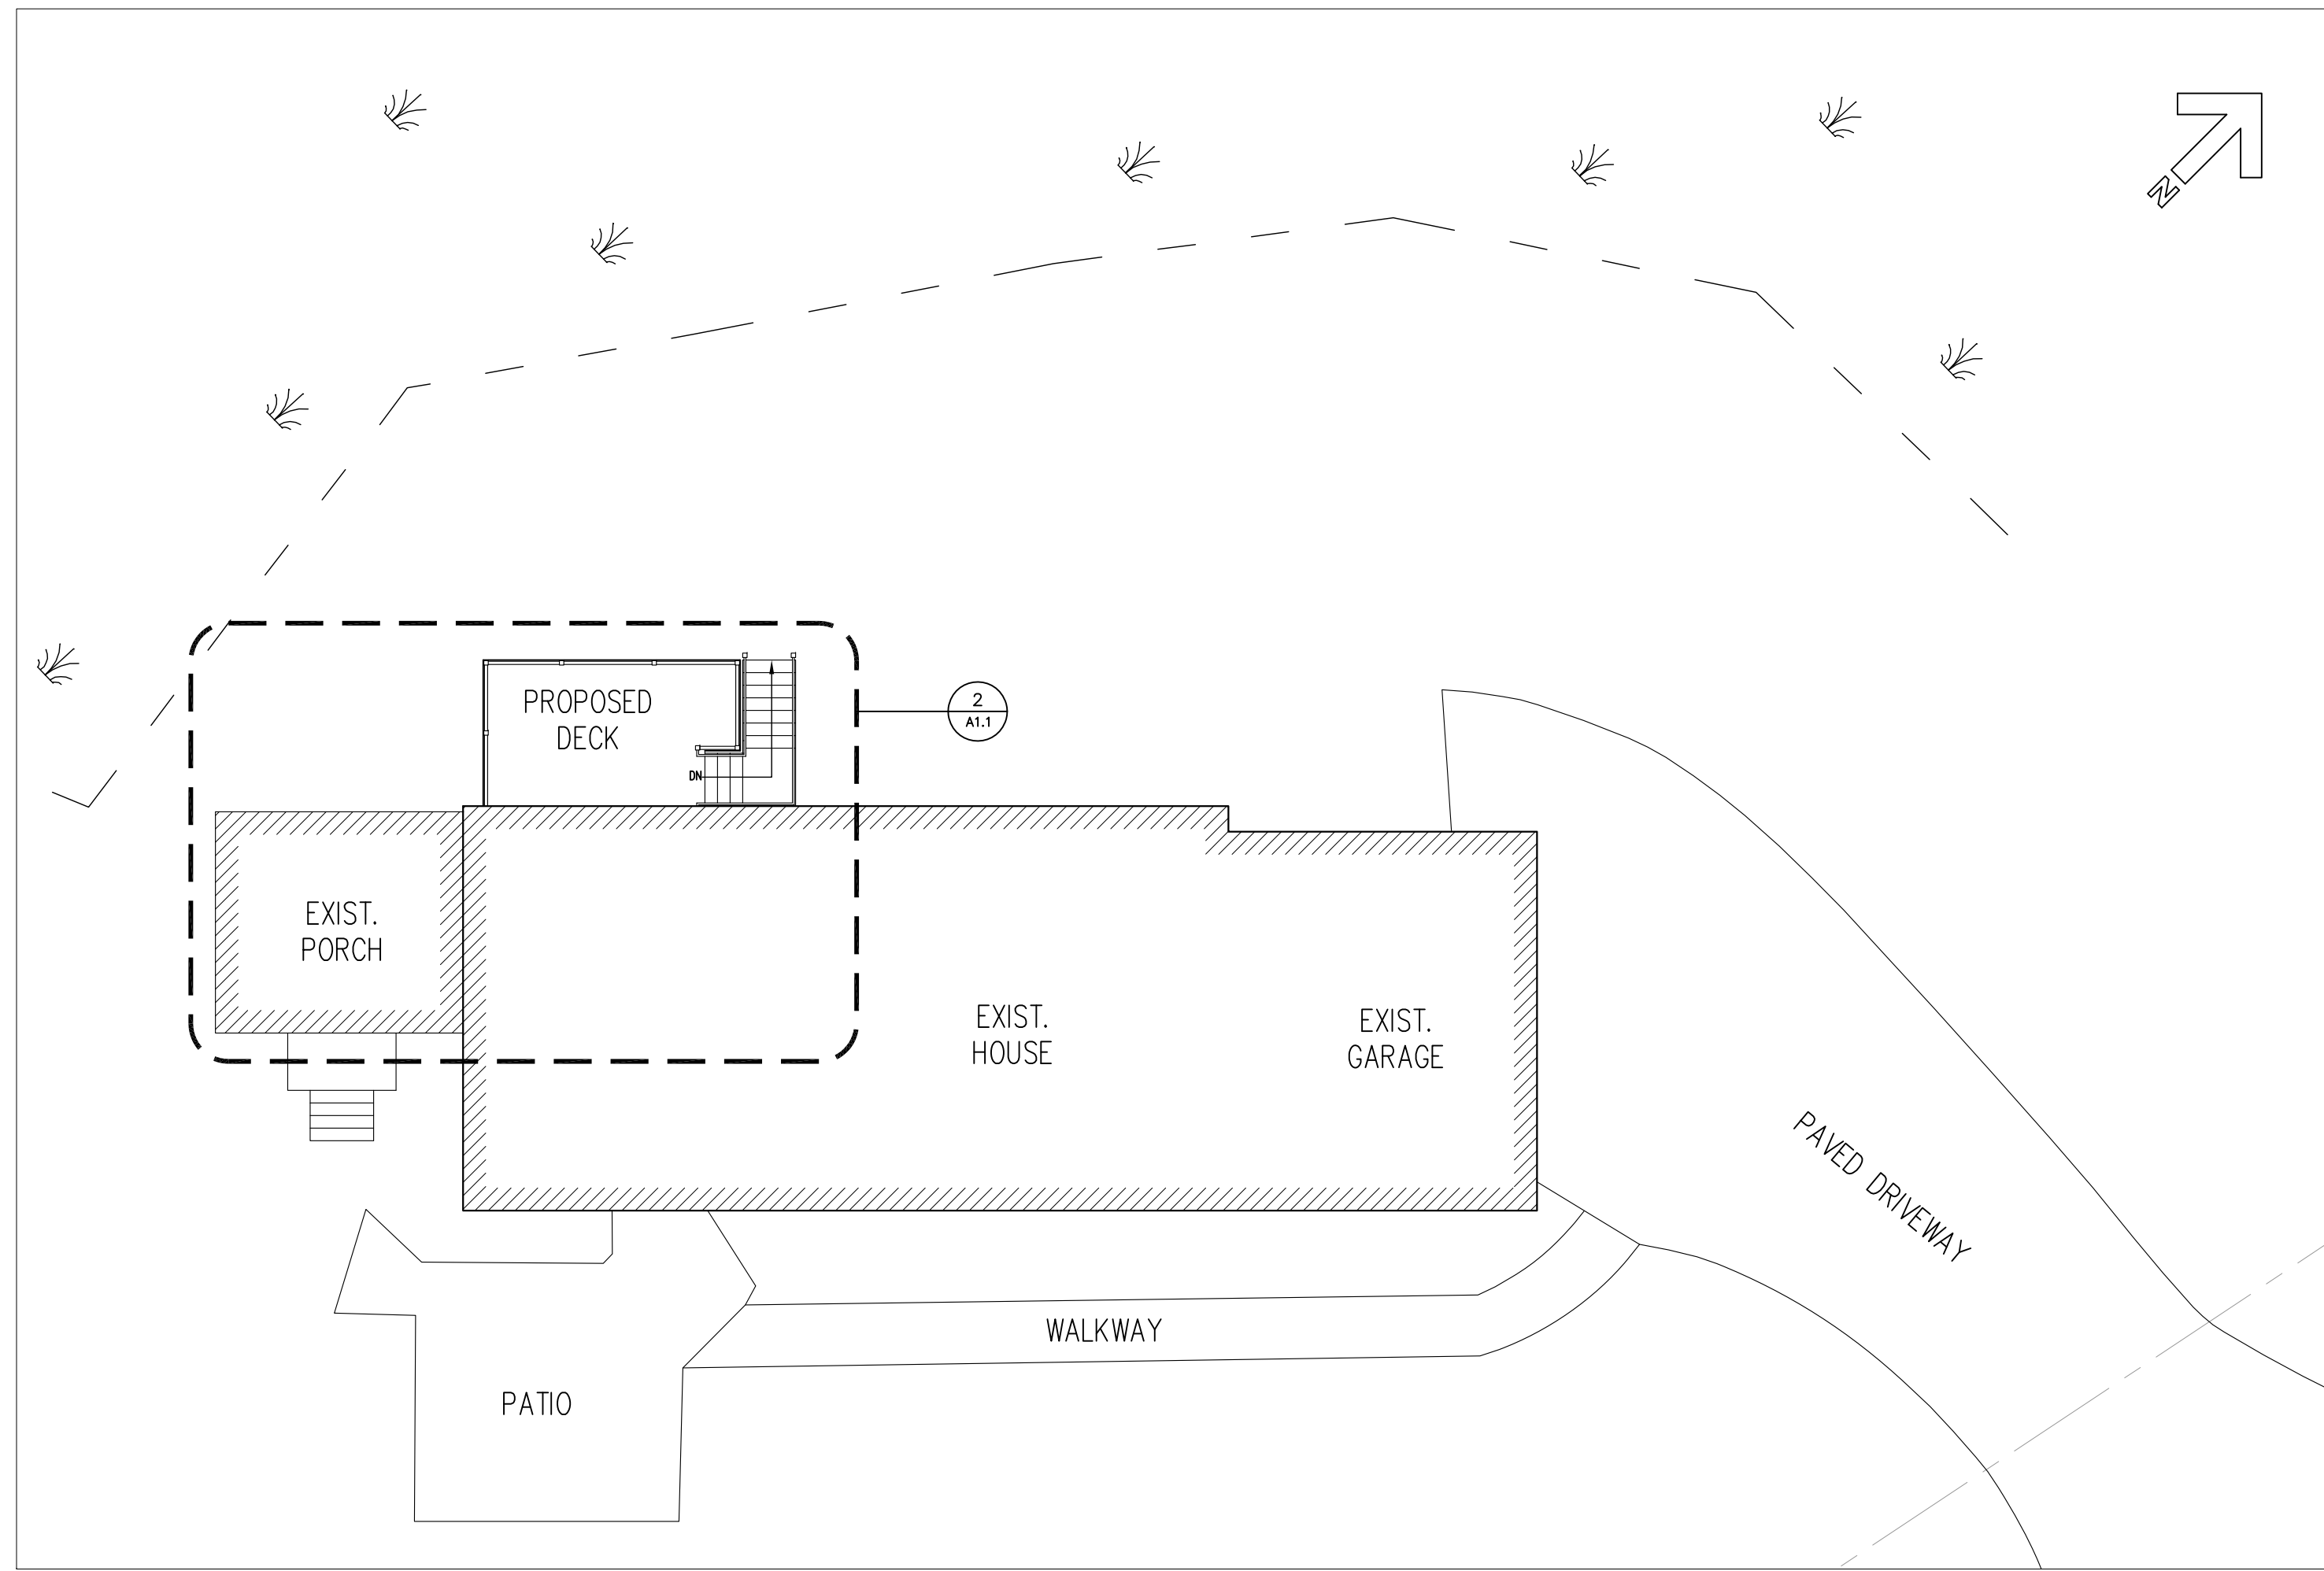 N
PROPOSED
DECK
2
A1.1
DN
EXIST.
PORCH
EXIST.
HOUSE
EXIST.
GARAGE
PAVED DRIVEWAY
WALKWAY
PATIO